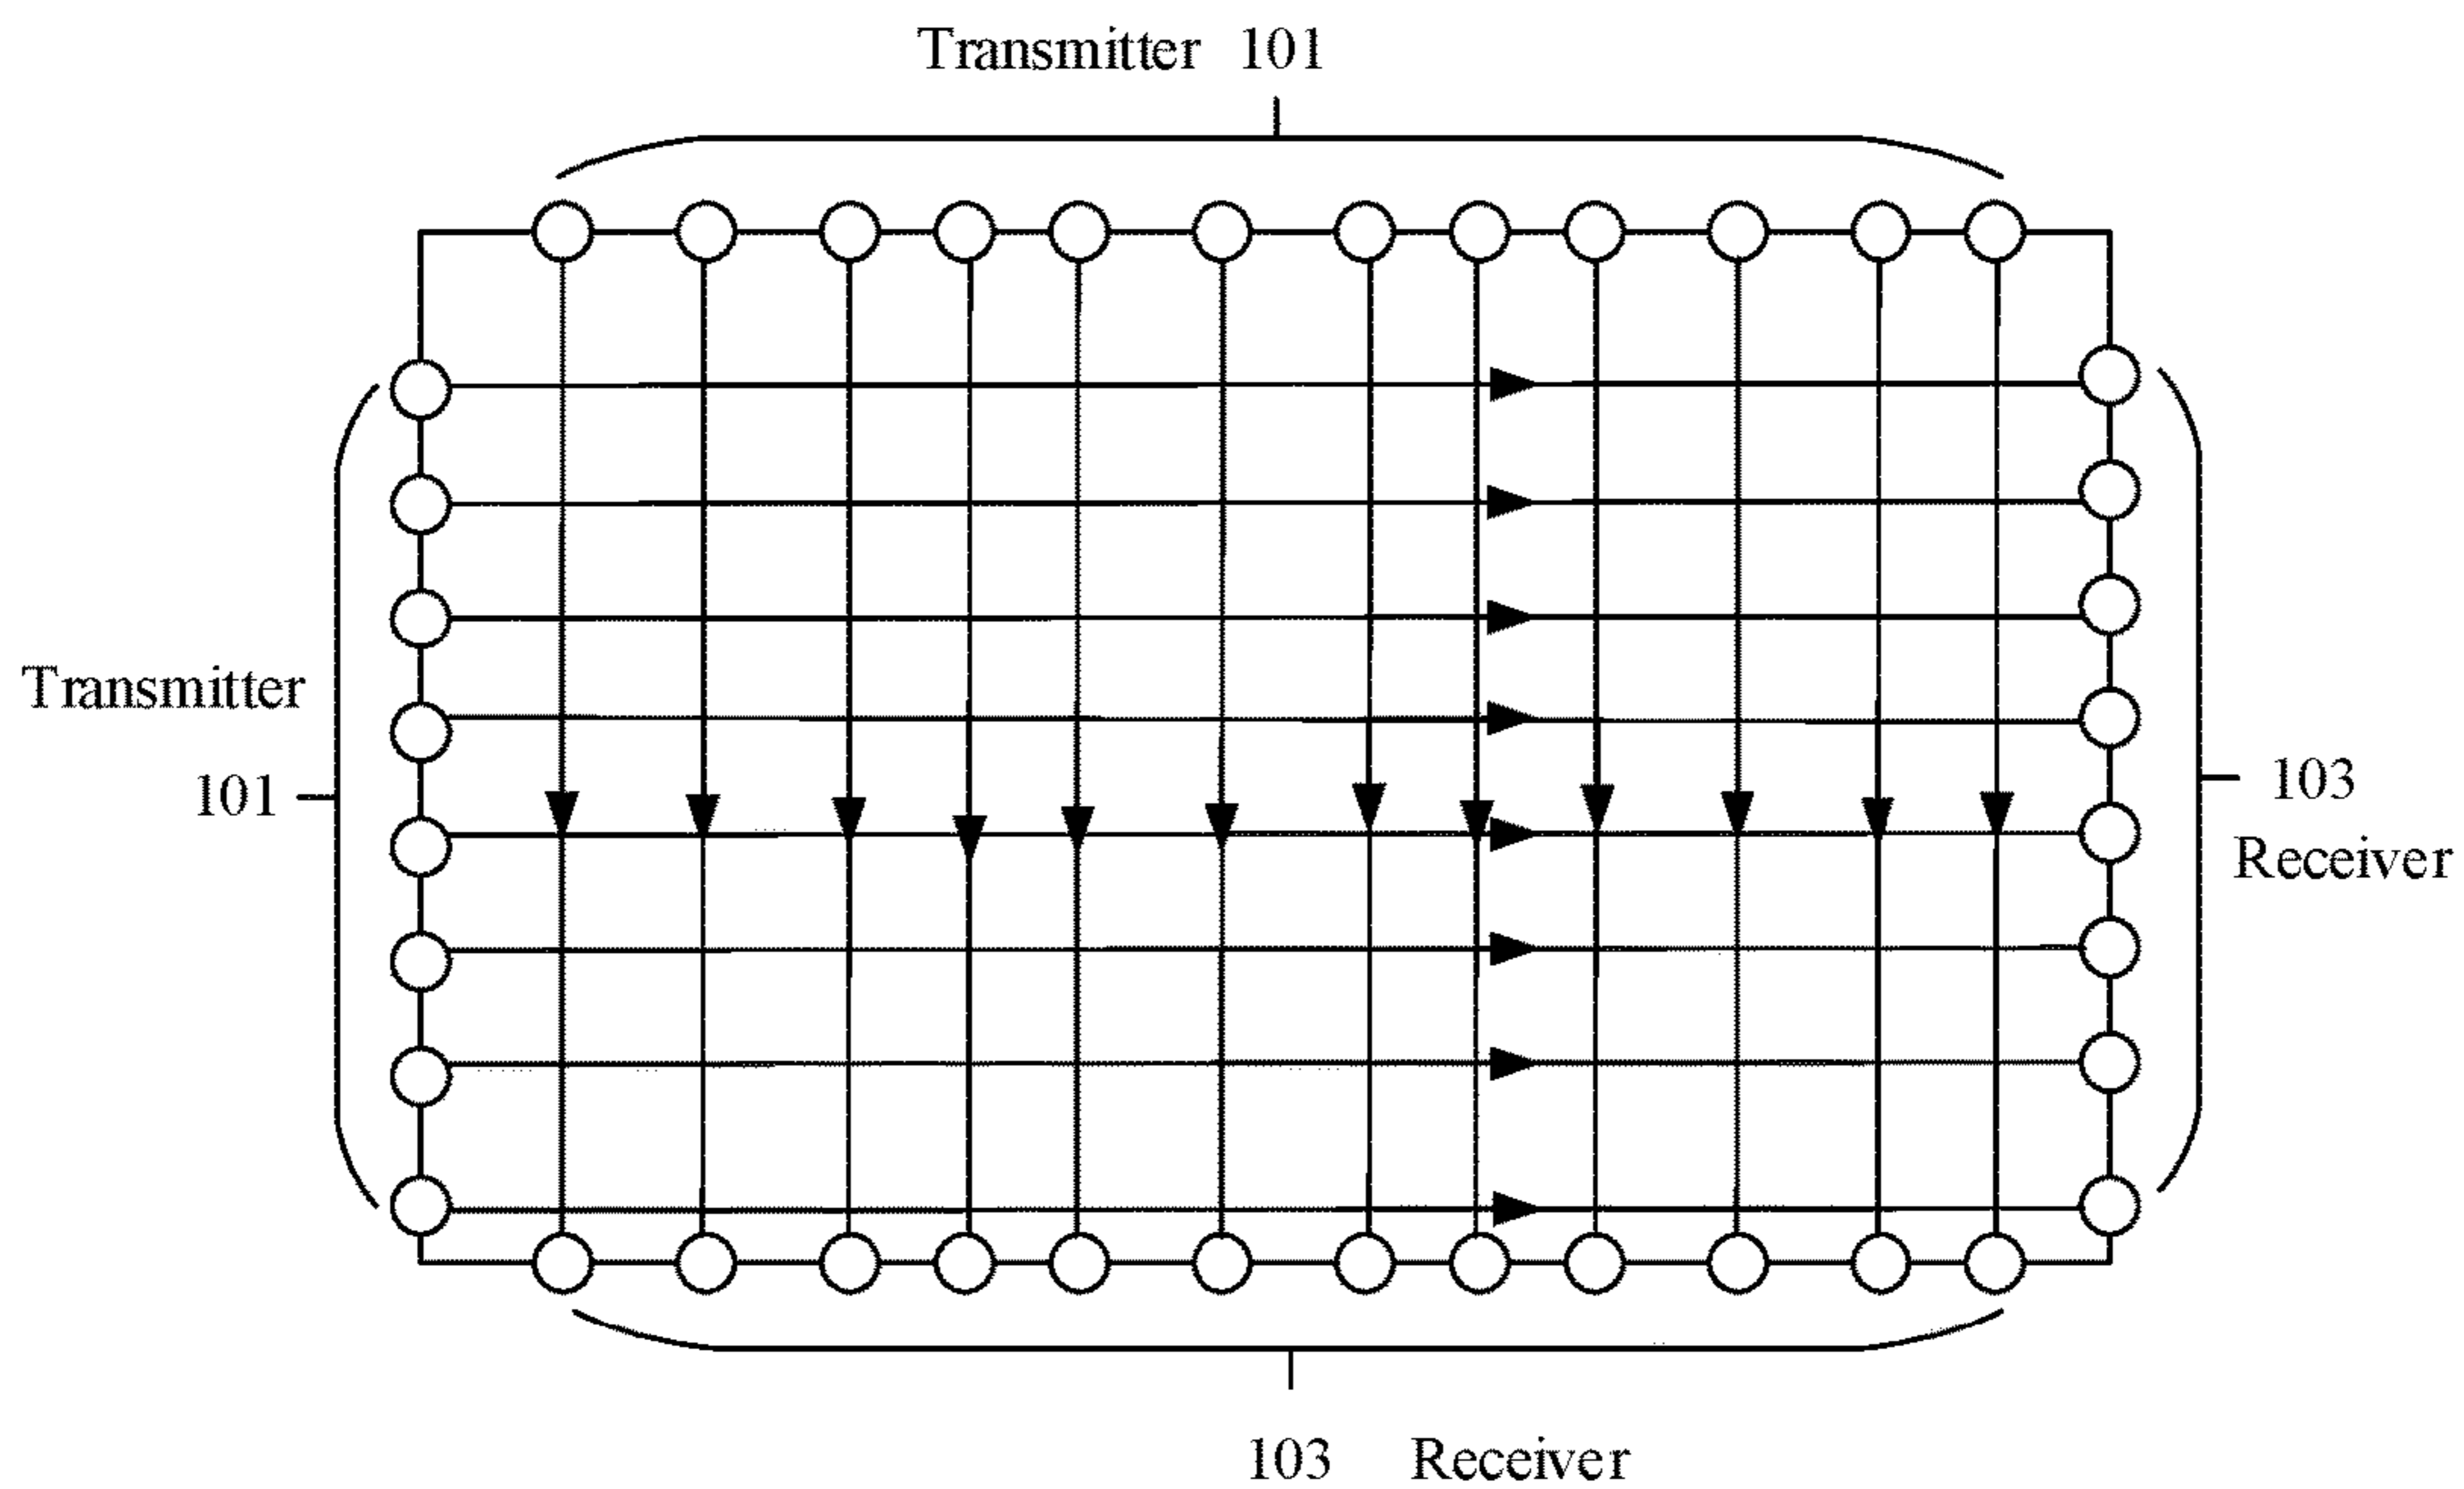 Transmitter 101
Transmitter
101
103
Receiver
103 Receiver